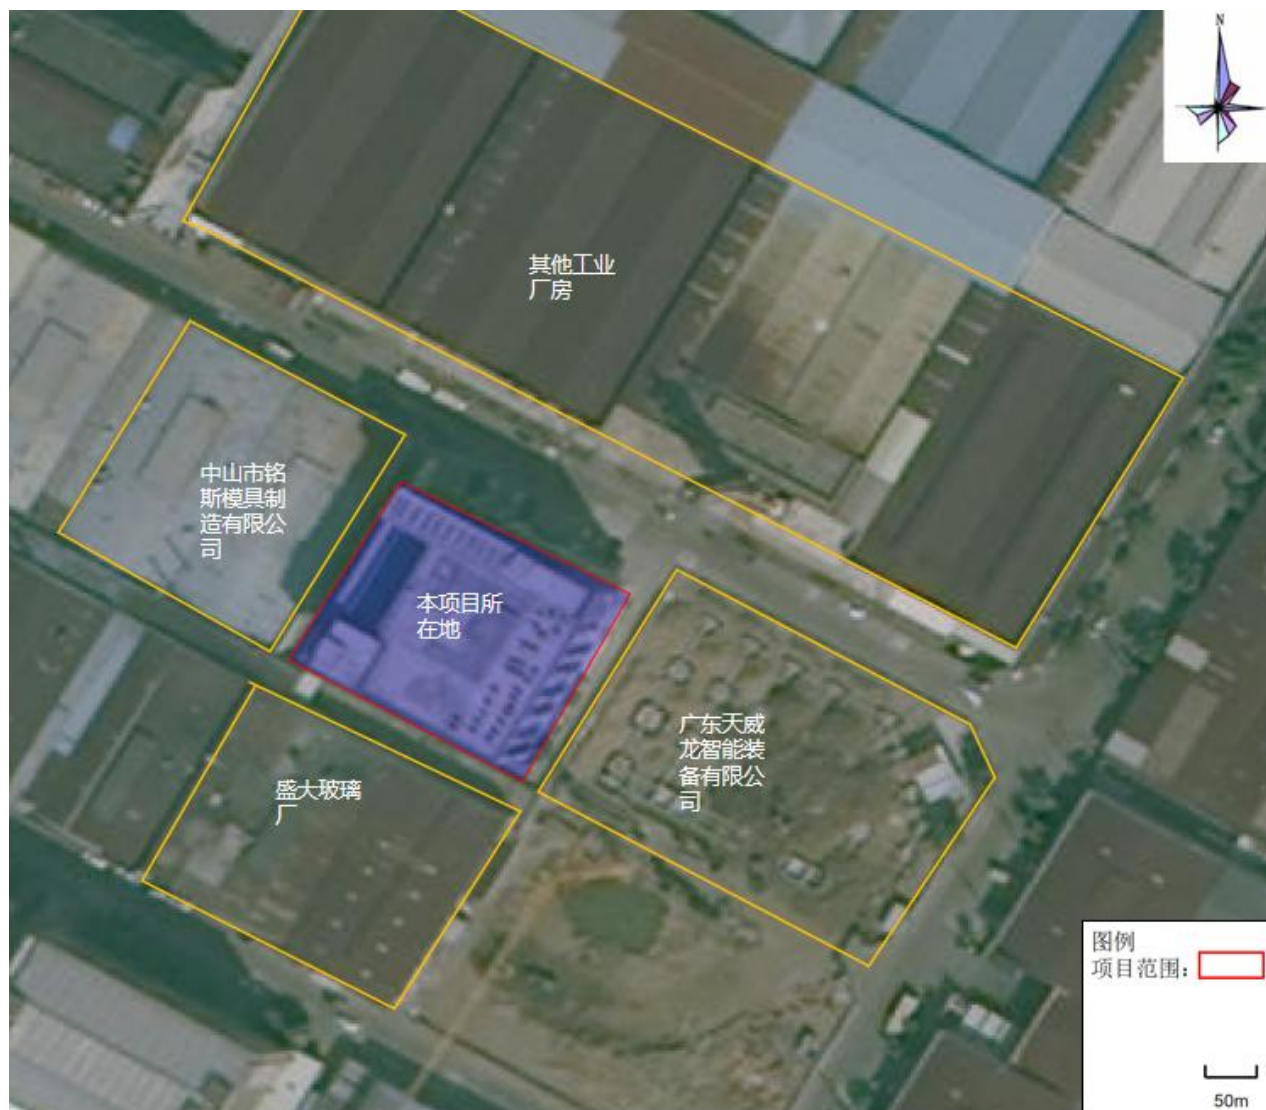 N
其他工业
厂房
中山市铭
斯模具制
造有限公
司
本项目所
在地
广东天威
龙智能装
备有限公
司
盛大玻璃
厂
图例
项目范围：
50m